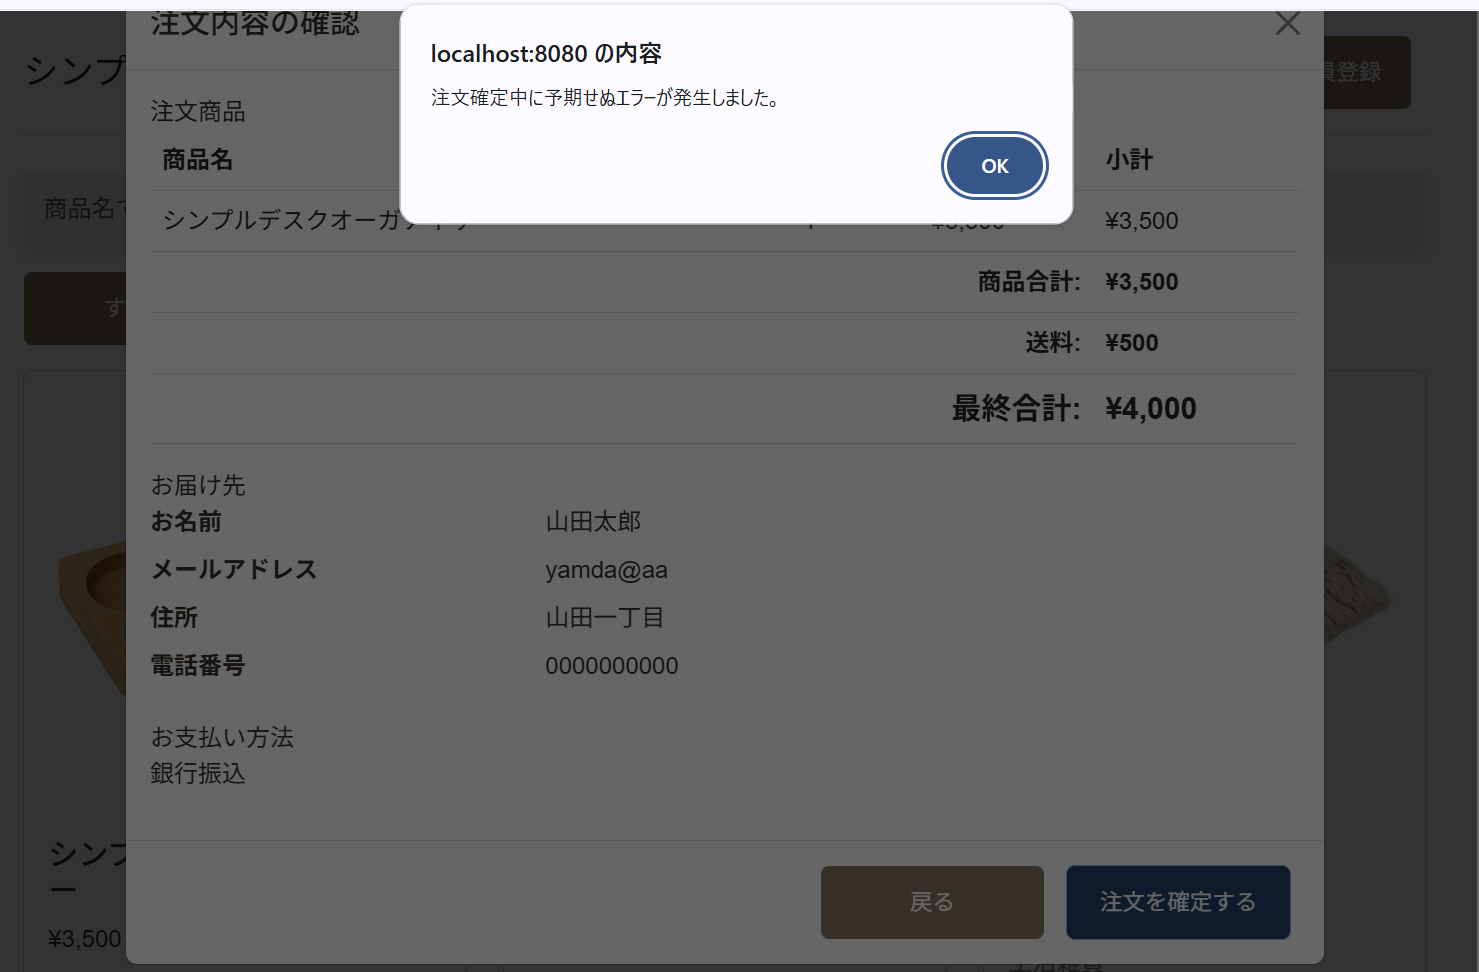 注文内容の確認
localhost:8080 の内容
注文確定中に予期せぬエラーが発生しました。
OK
シンプ
員登録
注文商品
商品名
小計
商品名で
シンプルデスクオーガナイザ
¥3,500
す
商品合計: ¥3,500
送料: ¥500
最終合計: ¥4,000
お届け先
お名前 山田太郎
メールアドレス yamda@aa
住所 山田一丁目
電話番号 0000000000
お支払い方法
銀行振込
シンプ
ー
¥3,500
戻る
注文を確定する